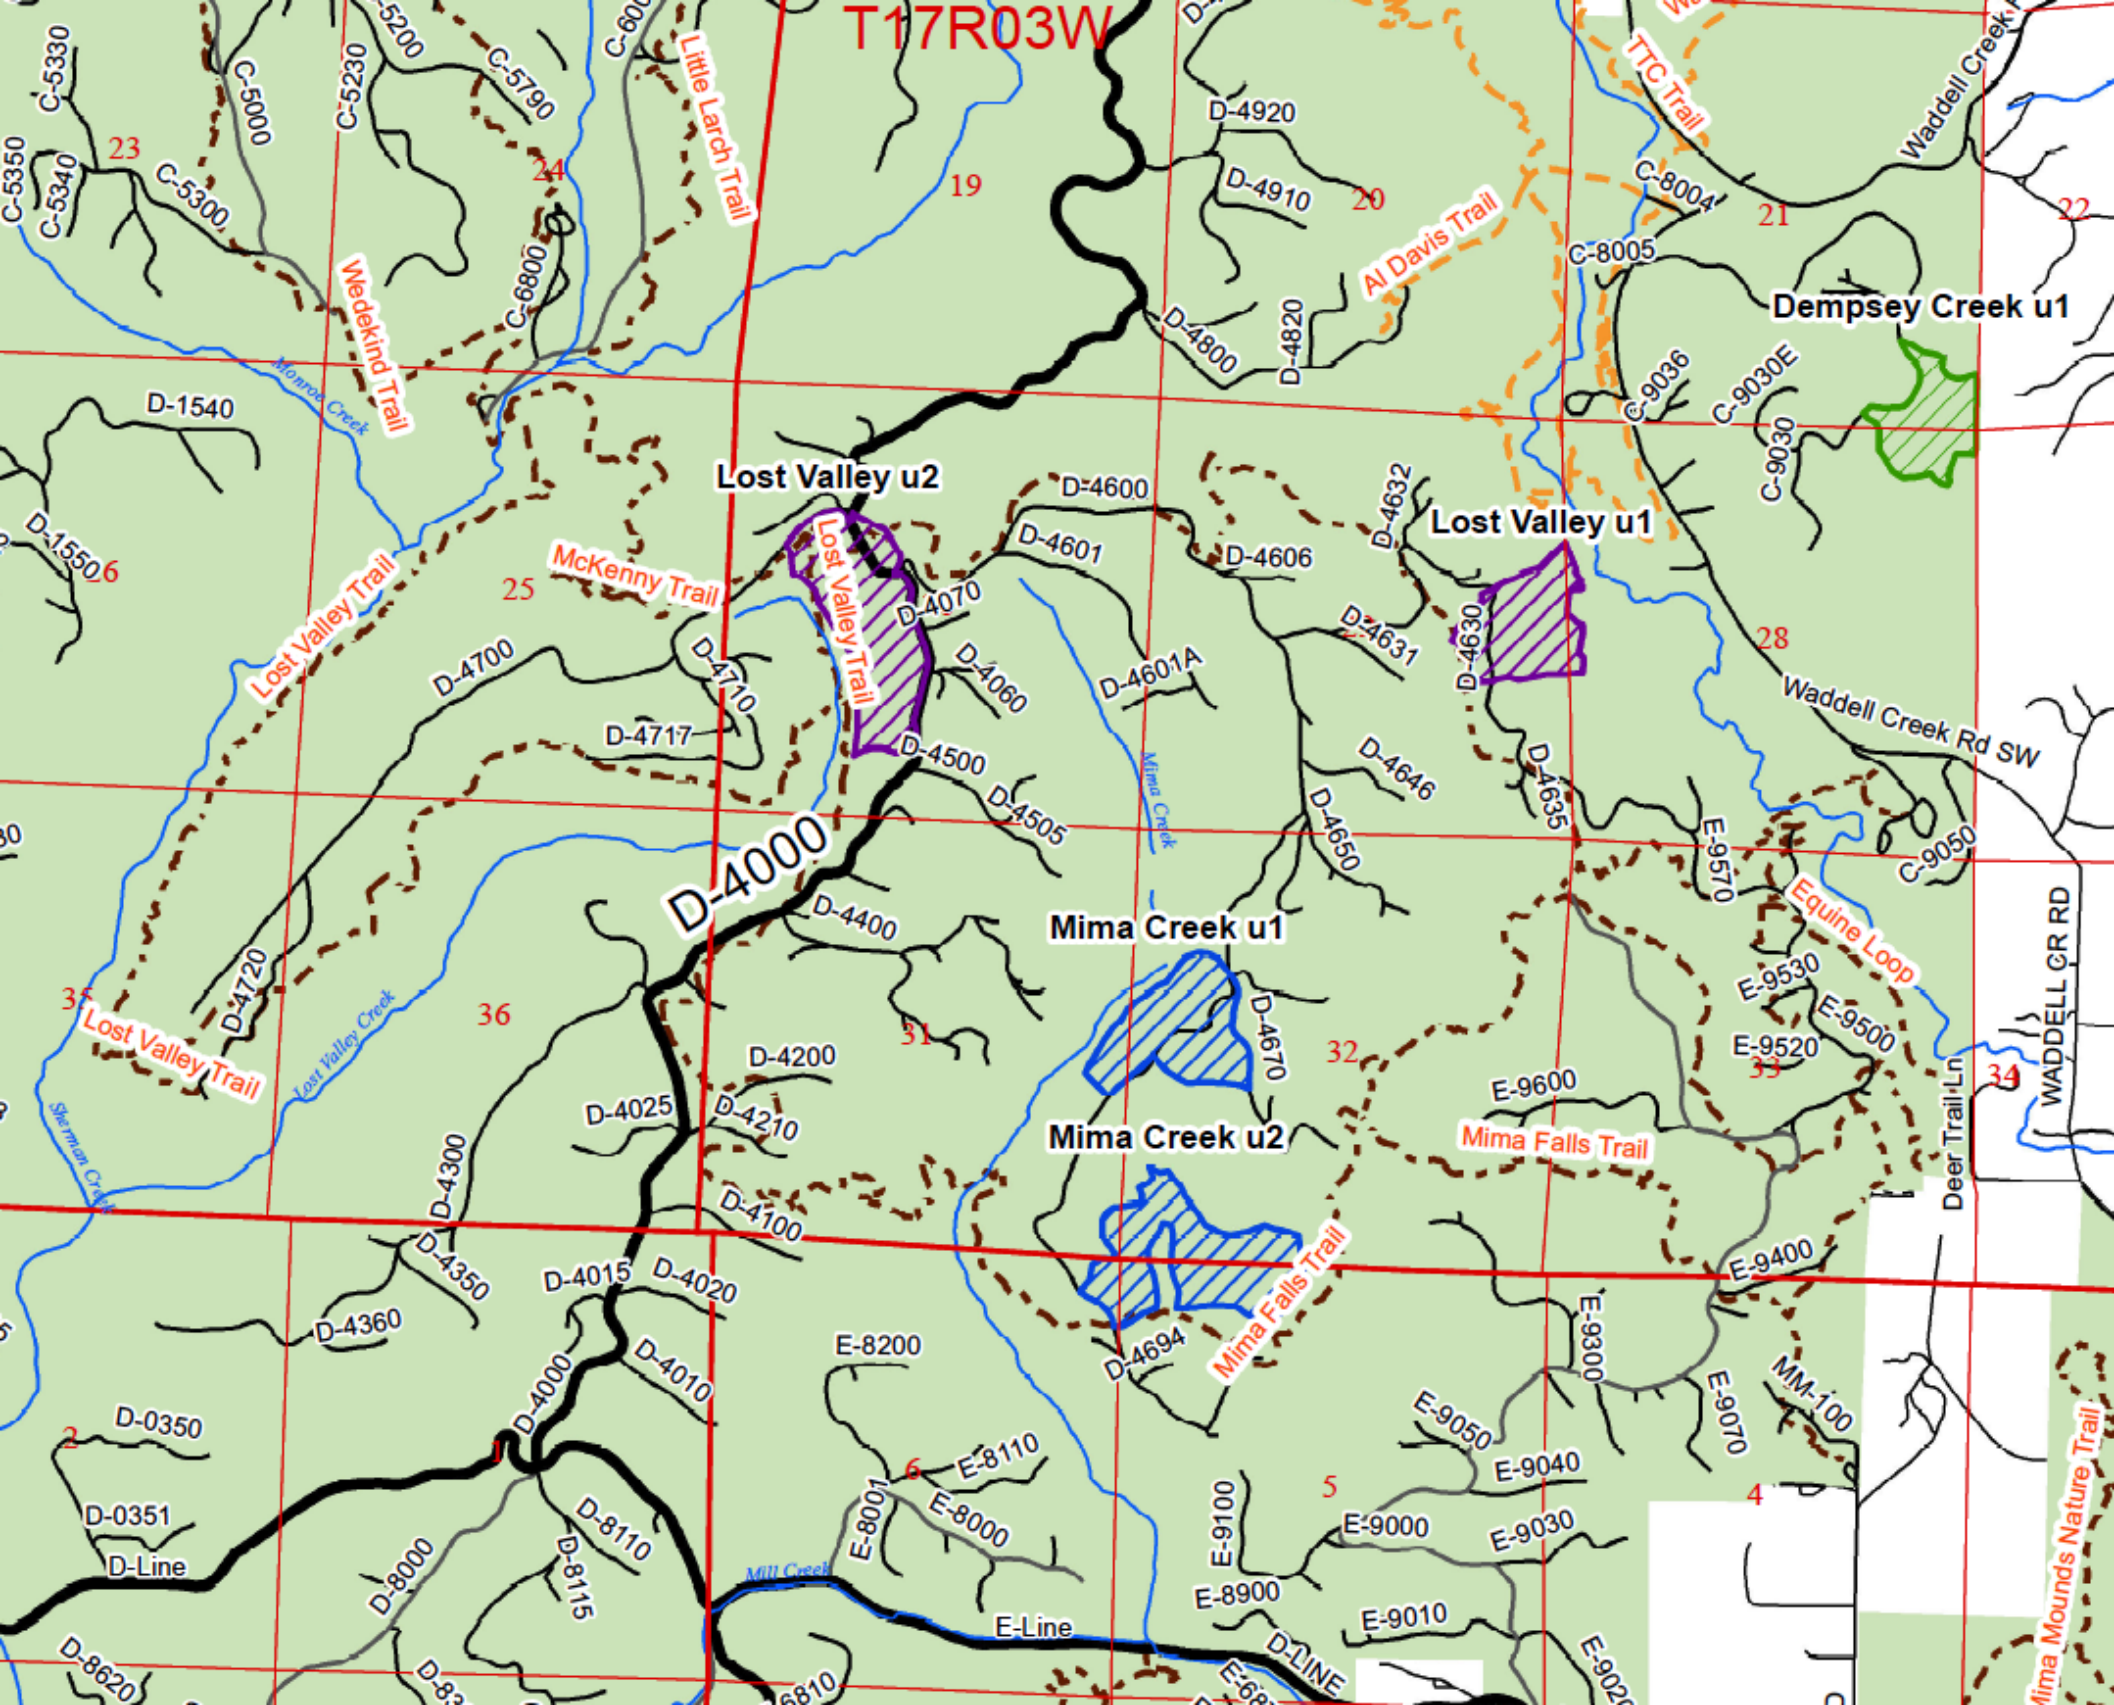 T17R03W
C-5330
C-5200
C-5230
C-5000
C-5790
Little Larch Trail
TTC Trail
Waddell Creek
D-4920
D-4910
20
19
23
24
C-5350
C-5340
C-5300
C-8004
21
22
Al Davis Trail
C-8005
Wedekind Trail
C-6800
D-4800
D-4820
Dempsey Creek u1
Monroe Creek
D-1540
C-9036
C-9030E
C-9030
Lost Valley u2
D-4600
D-4632
Lost Valley u1
D-1550
26
25
McKenny Trail
Lost Valley Trail
Lost Valley Trail
D-4601
D-4606
D-4070
D-4630
D-4631
28
D-4700
D-4710
D-4060
D-4601A
Waddell Creek Rd SW
D-4717
D-4500
D-4505
Mima Creek
D-4646
D-4650
D-4635
E-9570
C-9050
D-4000
D-4400
Mima Creek u1
Equine Loop
WADDELL CR RD
D-4720
35
36
31
32
33
34
Lost Valley Trail
Lost Valley Creek
D-4670
E-9530
E-9500
E-9520
D-4200
D-4025
D-4210
E-9600
Mima Falls Trail
Mima Creek u2
Deer Trail Ln
Sherman Creek
D-4300
D-4100
D-4350
D-4015
D-4020
D-4360
Mima Falls Trail
E-9400
E-9300
D-4694
E-8200
D-4010
D-4000
MM-100
E-9070
E-9050
E-9040
D-0350
2
1
6
5
4
E-8110
E-8001
E-8000
E-9100
E-9000
E-9030
D-0351
D-Line
D-8110
D-8115
D-8000
Mill Creek
E-8900
E-9010
E-Line
D-LINE
E-9020
D-8620
6810
Mima Mounds Nature Trail